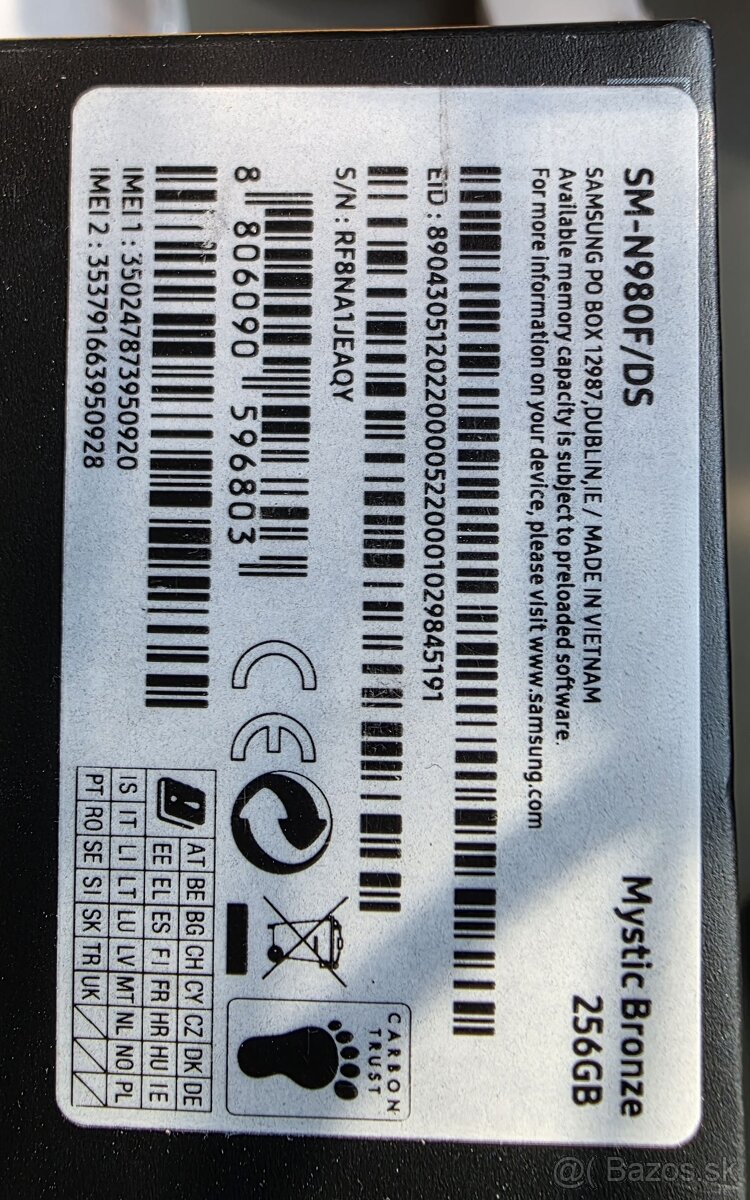 SM-N980F/DS
Mystic Bronze
SAMSUNG PO BOX 12987,DUBLIN,IE / MADE IN VIETNAM
256GB
Available memory capacity is subject to preloaded software.
For more information on your device, please visit www.samsung.com
EID : 89043051202200005220001029845191
S/N : RF8NA1JEAQY
8 806090 596803
IMEI 1 : 350247873950920
IMEI 2 : 353791663950928
CE
CARBON
TRUST
AT BE BG CH CY CZ DK DE
EE EL ES FI FR HR HU IE
IS IT LI LT LU LV MT NL NO PL
PT RO SE SI SK TR UK
@( Bazos.sk